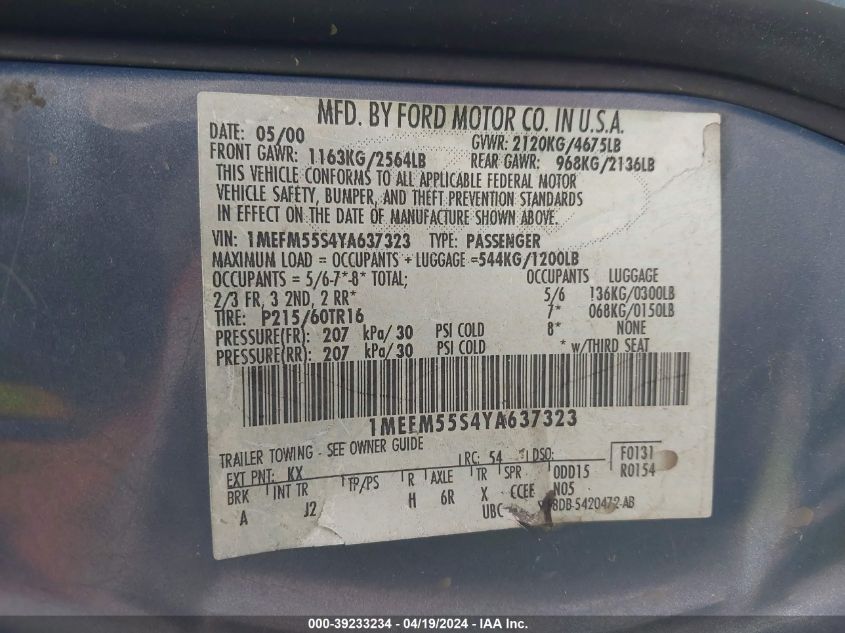 MFD. BY FORD MOTOR CO. IN U.S.A.
DATE: 05/00 GVWR: 2120KG/4675LB
FRONT GAWR: 1163KG/2564LB REAR GAWR: 968KG/2136LB
THIS VEHICLE CONFORMS TO ALL APPLICABLE FEDERAL MOTOR
VEHICLE SAFETY, BUMPER, AND THEFT PREVENTION STANDARDS
IN EFFECT ON THE DATE OF MANUFACTURE SHOWN ABOVE.
VIN: 1MEFM55S4YA637323 TYPE: PASSENGER
MAXIMUM LOAD = OCCUPANTS + LUGGAGE =544KG/1200LB
OCCUPANTS = 5/6-7*-8* TOTAL; OCCUPANTS LUGGAGE
2/3 FR, 3 2ND, 2 RR* 5/6 136KG/0300LB
TIRE: P215/60TR16 7* 068KG/0150LB
PRESSURE(FR): 207 kPa/30 PSI COLD 8* NONE
PRESSURE(RR): 207 kPa/30 PSI COLD * w/THIRD SEAT
1MEFM55S4YA637323
TRAILER TOWING - SEE OWNER GUIDE
EXT PNT: KX RC: 54 DSO: F0131
BRK INT TR TP/PS R AXLE TR SPR 0DD15 R0154
A J2 H 6R X CCEE N05
UBC 5420472-AB
000-39233234 - 04/19/2024 - IAA Inc.